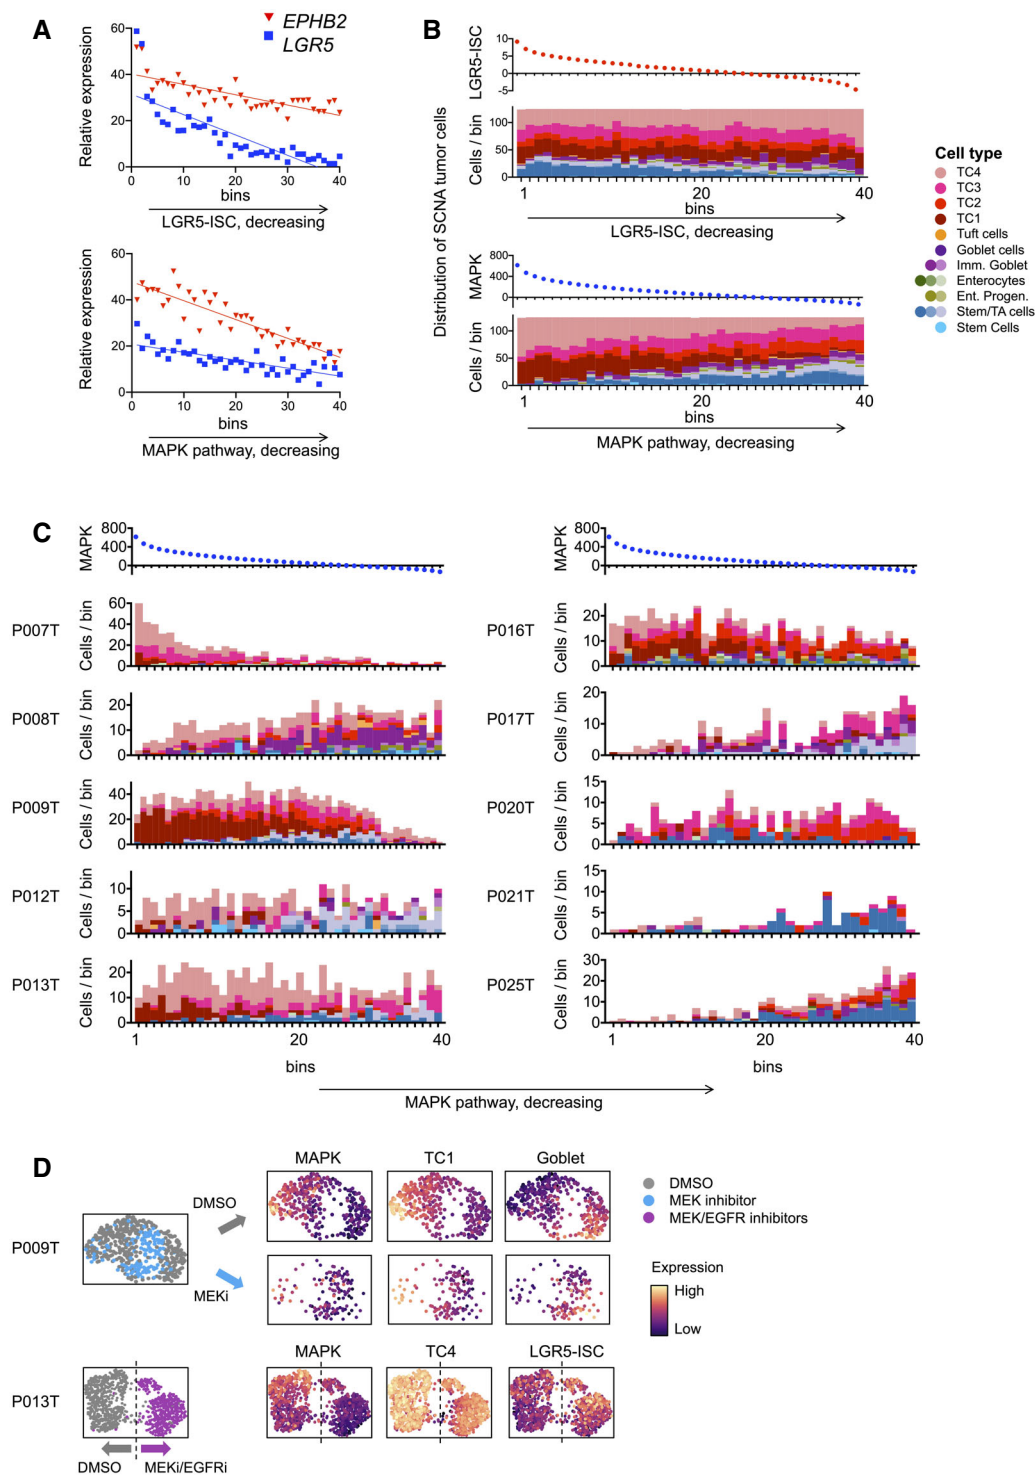 A
EPHB2
LGR5
Relative expression
60
40
20
0
0 10 20 30 40
bins
LGR5-ISC, decreasing
Relative expression
60
40
20
0
0 10 20 30 40
bins
MAPK pathway, decreasing
B
Distribution of SCNA tumor cells
LGR5-ISC
10
5
0
-5
Cells / bin
100
50
0
1 20 40
bins
LGR5-ISC, decreasing
MAPK
800
400
0
Cells / bin
100
50
0
1 20 40
bins
MAPK pathway, decreasing
Cell type
TC4
TC3
TC2
TC1
Tuft cells
Goblet cells
Imm. Goblet
Enterocytes
Ent. Progen.
Stem/TA cells
Stem Cells
C
MAPK
800
400
0
P007T
Cells / bin
60
40
20
0
P008T
Cells / bin
20
10
0
P009T
Cells / bin
40
20
0
P012T
Cells / bin
10
5
0
P013T
Cells / bin
20
10
0
1 20 40
bins
MAPK
800
400
0
P016T
Cells / bin
20
10
0
P017T
Cells / bin
20
10
0
P020T
Cells / bin
15
10
5
0
P021T
Cells / bin
15
10
5
0
P025T
Cells / bin
30
20
10
0
1 20 40
bins
MAPK pathway, decreasing
D
P009T
DMSO
MEKi
MAPK TC1 Goblet
DMSO
MEK inhibitor
MEK/EGFR inhibitors
Expression
High
Low
P013T
DMSO MEKi/EGFRi
MAPK TC4 LGR5-ISC